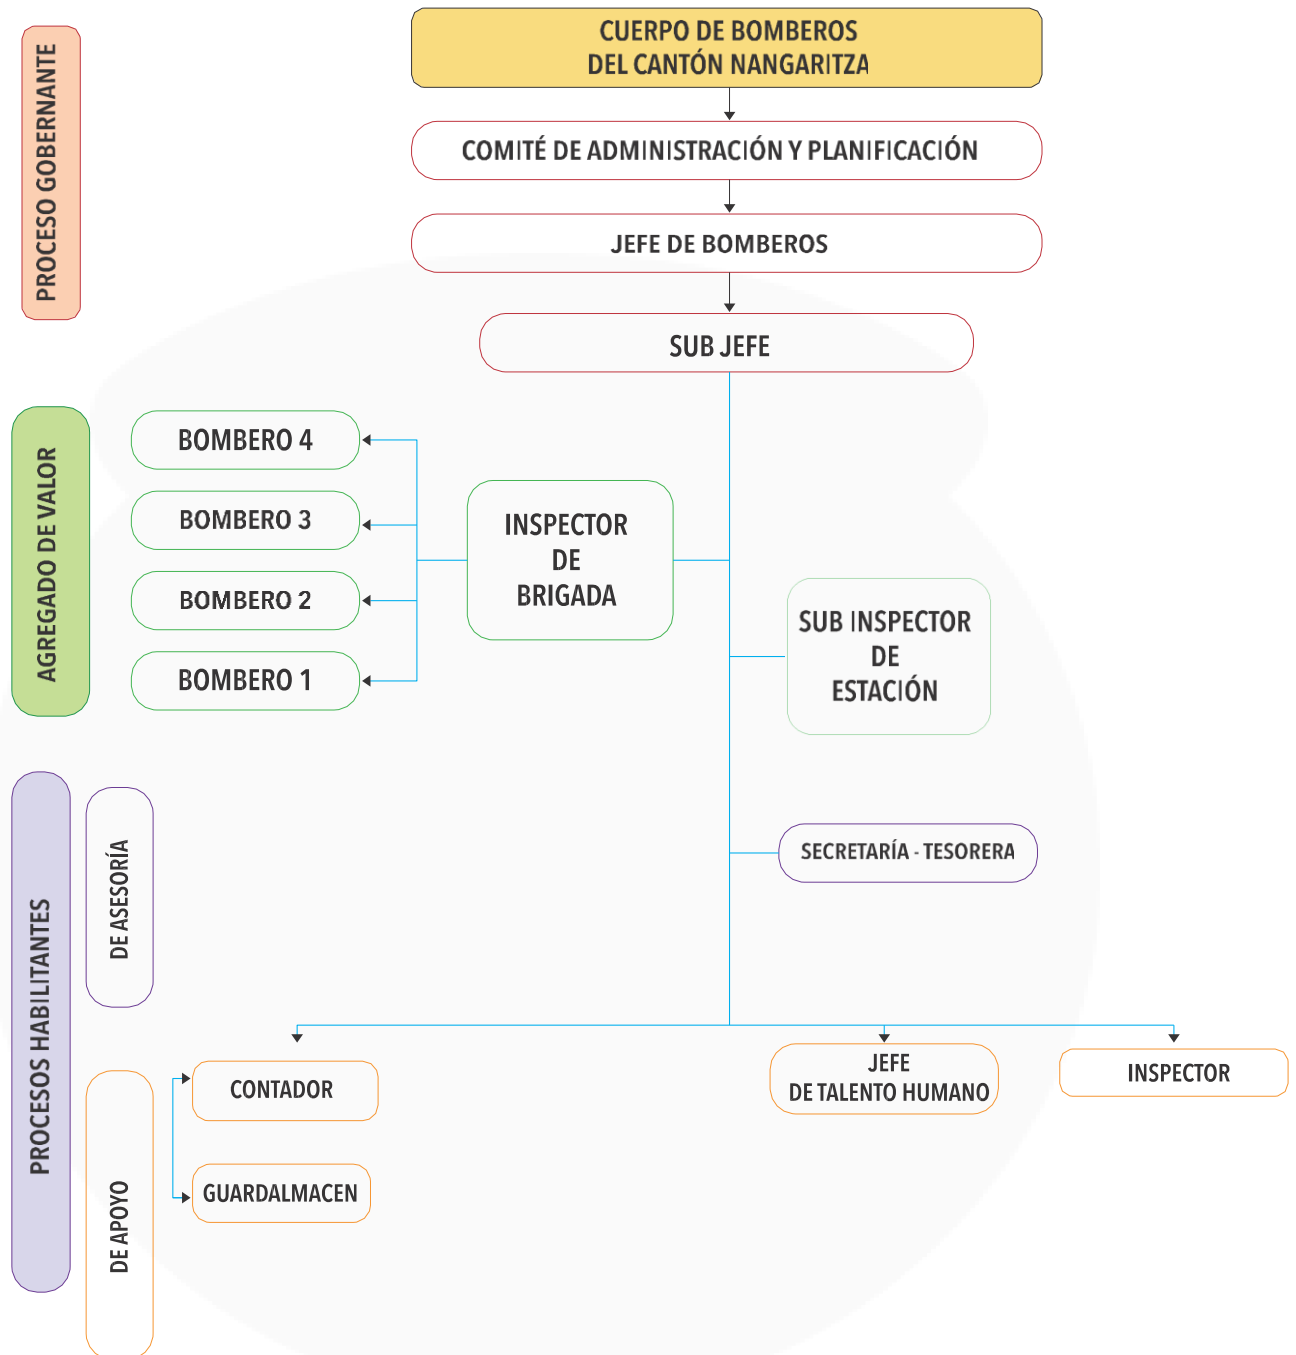 CUERPO DE BOMBEROS
DEL CANTÓN NANGARITZA
PROCESO GOBERNANTE
COMITÉ DE ADMINISTRACIÓN Y PLANIFICACIÓN
JEFE DE BOMBEROS
SUB JEFE
AGREGADO DE VALOR
BOMBERO 4
BOMBERO 3
BOMBERO 2
BOMBERO 1
INSPECTOR
DE
BRIGADA
SUB INSPECTOR
DE
ESTACIÓN
PROCESOS HABILITANTES
DE ASESORÍA
SECRETARÍA - TESORERA
DE APOYO
CONTADOR
GUARDALMACEN
JEFE
DE TALENTO HUMANO
INSPECTOR